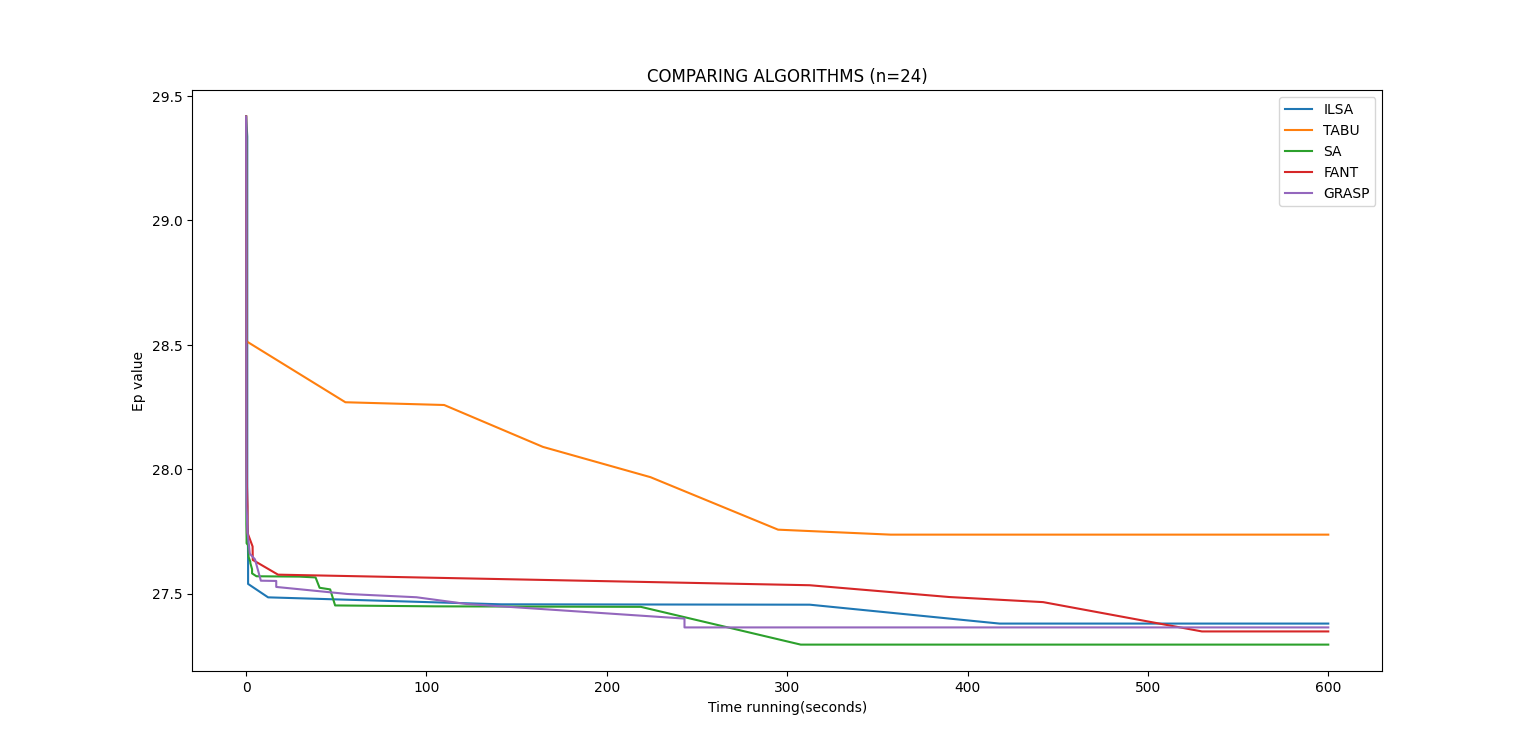 COMPARING ALGORITHMS (n=24)
29.5
29.0
28.5
28.0
27.5
Ep value
0
100
200
300
400
500
600
Time running(seconds)
ILSA
TABU
SA
FANT
GRASP